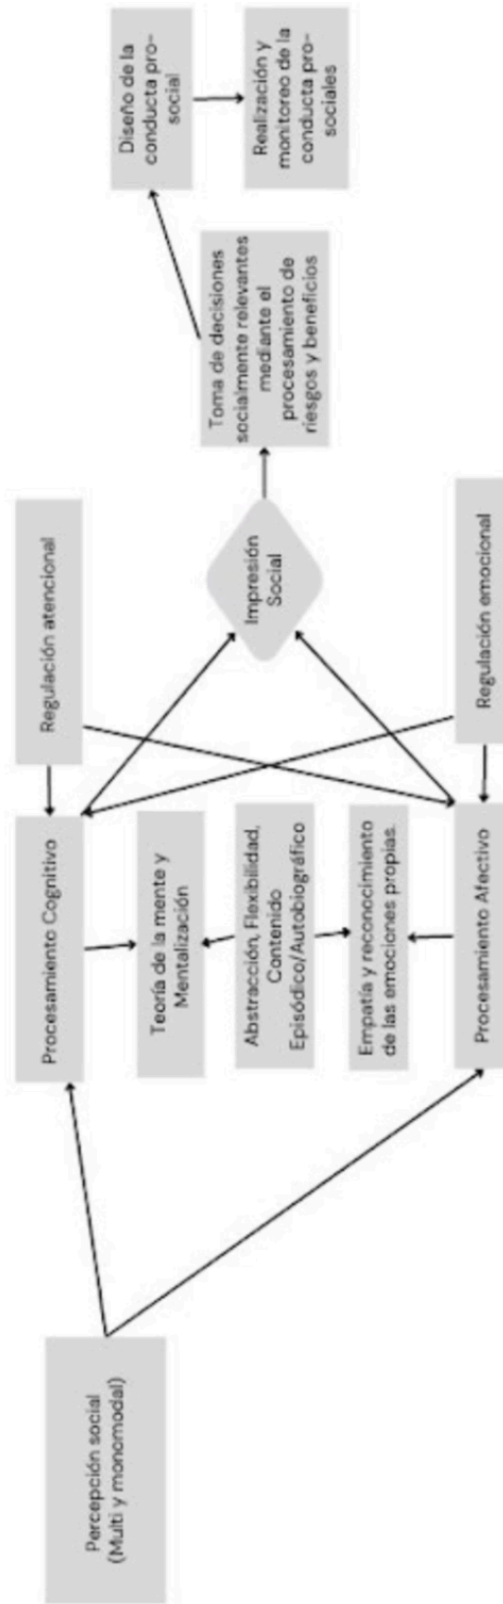 Percepción social
(Multi y monomodal)
Procesamiento Cognitivo
Teoría de la mente y
Mentalización
Abstracción, Flexibilidad,
Contenido
Episódico/Autobiográfico
Empatía y reconocimiento
de las emociones propias.
Procesamiento Afectivo
Regulación atencional
Regulación emocional
Impresión
Social
Toma de decisiones
socialmente relevantes
mediante el
procesamiento de
riesgos y beneficios
Diseño de la
conducta pro-
social
Realización y
monitoreo de la
conducta pro-
sociales